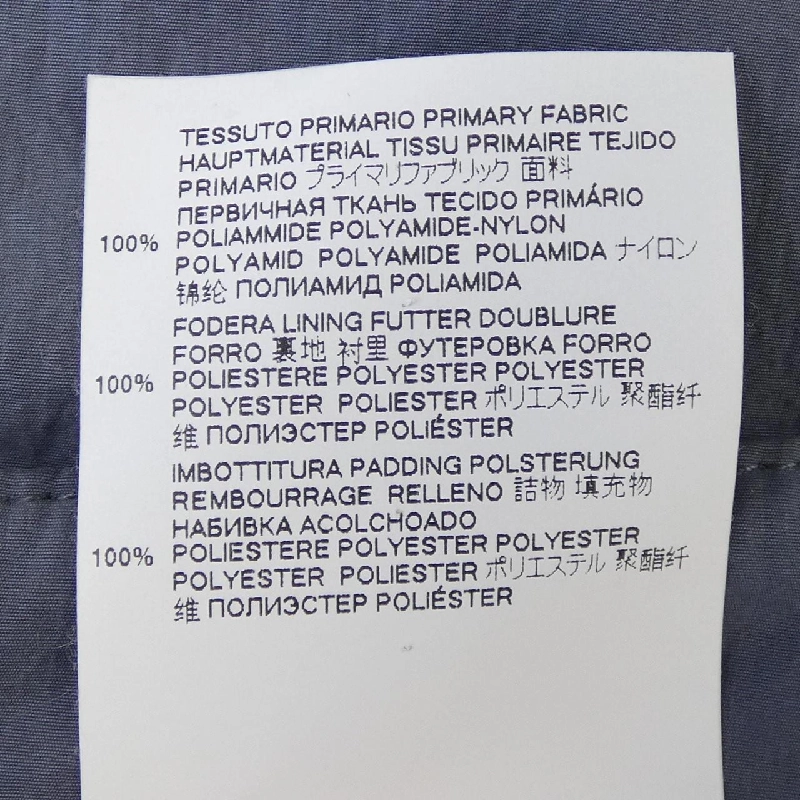 TESSUTO PRIMARIO PRIMARY FABRIC
HAUPTMATERIAL TISSU PRIMAIRE TEJIDO
PRIMARIO プライマリファブリック 面料
ПЕРВИЧНАЯ ТКАНЬ TECIDO PRIMÁRIO
100% POLIAMMIDE POLYAMIDE-NYLON
POLYAMID POLYAMIDE POLIAMIDA ナイロン
锦纶 ПОЛИАМИД POLIAMIDA
FODERA LINING FUTTER DOUBLURE
FORRO 裏地 衬里 ФУТЕРОВКА FORRO
100% POLIESTERE POLYESTER POLYESTER
POLYESTER POLIESTER ポリエステル 聚酯纤
维 ПОЛИЭСТЕР POLIÉSTER
IMBOTTITURA PADDING POLSTERUNG
REMBOURRAGE RELLENO 詰物 填充物
НАБИВКА ACOLCHOADO
100% POLIESTERE POLYESTER POLYESTER
POLYESTER POLIESTER ポリエステル 聚酯纤
维 ПОЛИЭСТЕР POLIÉSTER